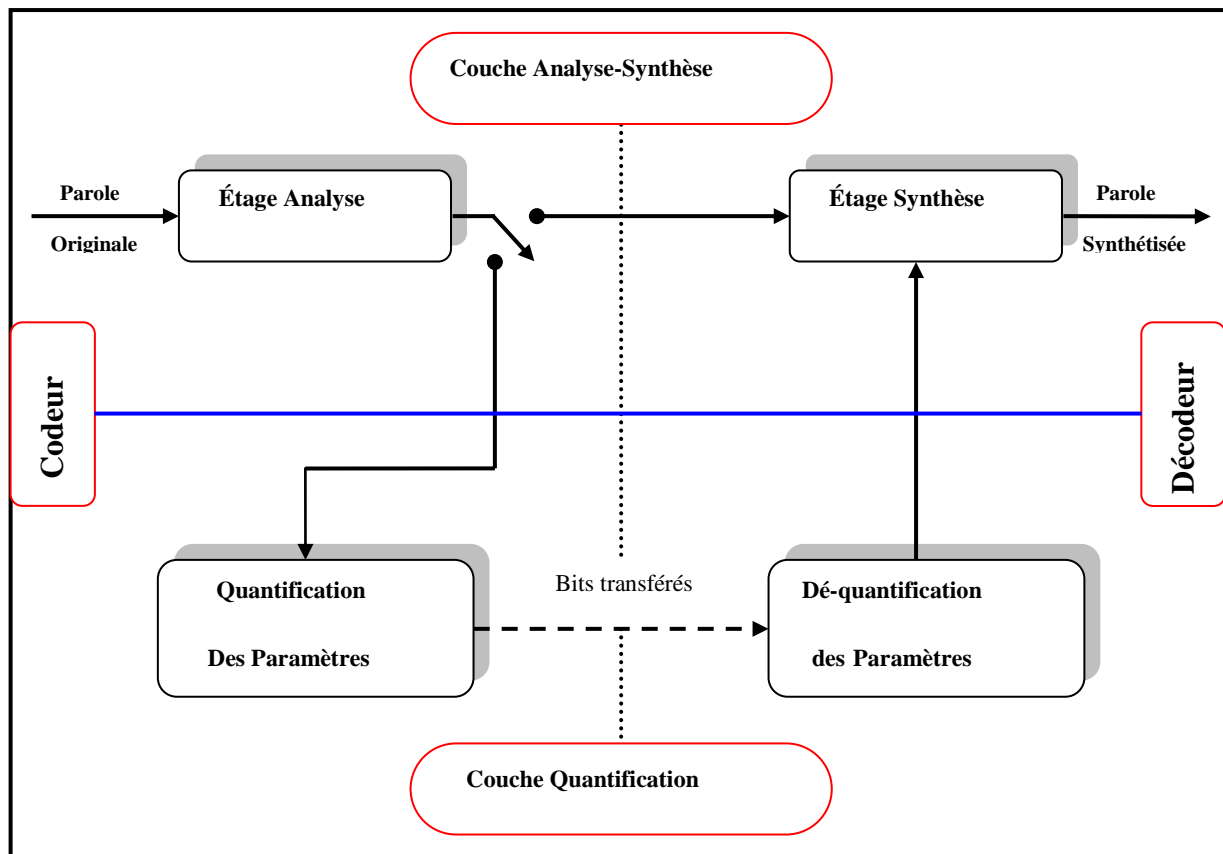 Couche Analyse-Synthèse
Parole
Originale
Étage Analyse
Étage Synthèse
Parole
Synthétisée
Codeur
Décodeur
Quantification
Des Paramètres
Bits transférés
Dé-quantification
des Paramètres
Couche Quantification